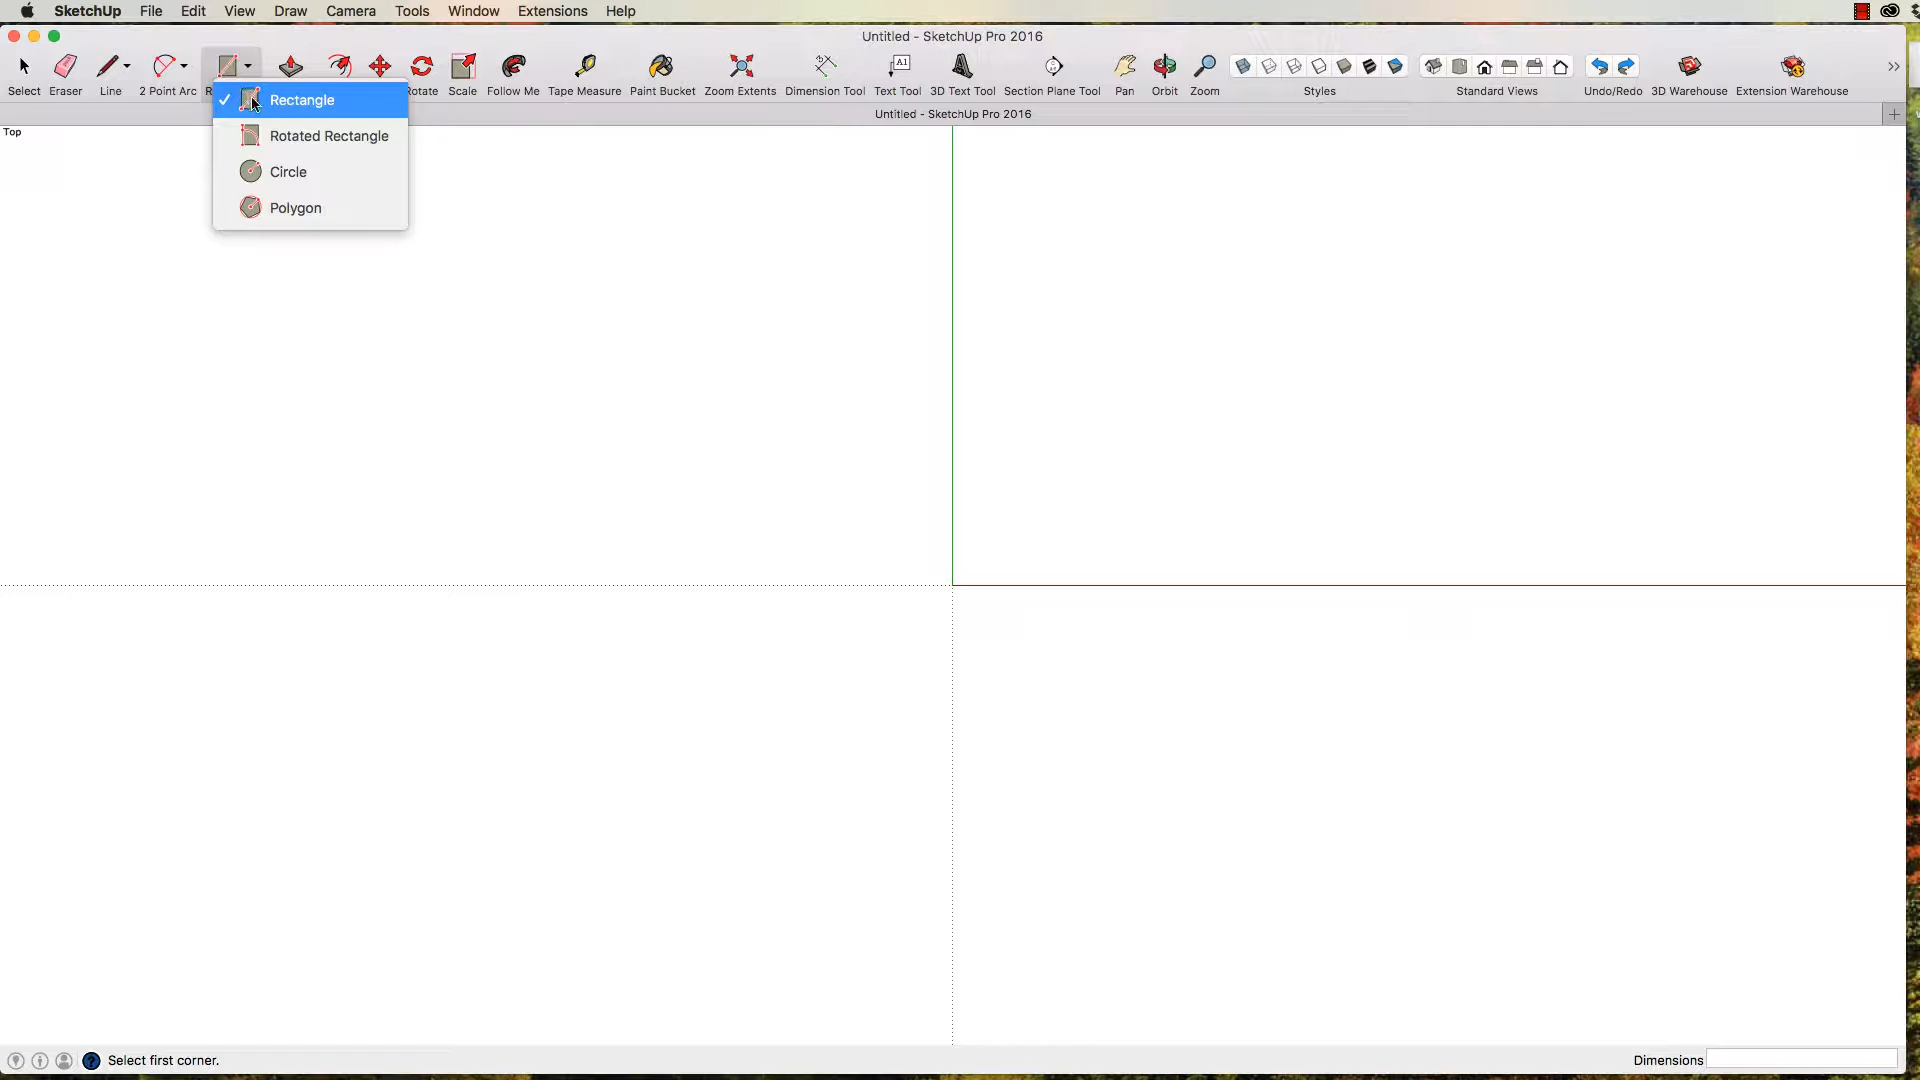 SketchUp File Edit View Draw Camera Tools Window Extensions Help
Untitled - SketchUp Pro 2016
Select Eraser Line 2 Point Arc Scale Follow Me Tape Measure Paint Bucket Zoom Extents Dimension Tool Text Tool 3D Text Tool Section Plane Tool Pan Orbit Zoom Styles Standard Views Undo/Redo 3D Warehouse Extension Warehouse
Untitled - SketchUp Pro 2016
Top
Rectangle
Rotated Rectangle
Circle
Polygon
Select first corner.
Dimensions